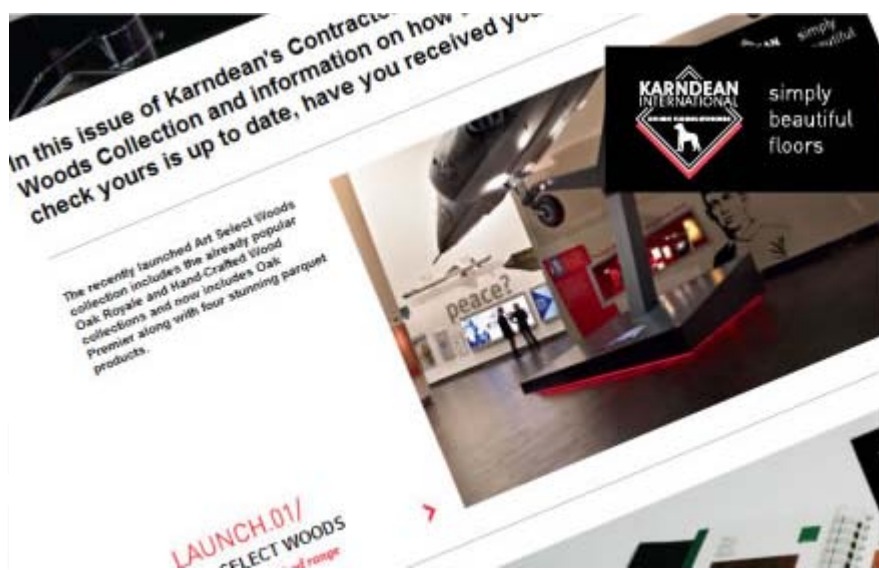 In this issue of Karndean's Contractor
Woods Collection and information on how
check yours is up to date, have you received you
The recently launched Art Select Woods
collection includes the already popular
Oak Royale and Hand-Crafted Wood
collections and now includes Oak
Premier along with four stunning parquet
products.
peace?
KARNDEAN
INTERNATIONAL
simply
beautiful
floors
simply
LAUNCH.01/
SELECT WOODS
range